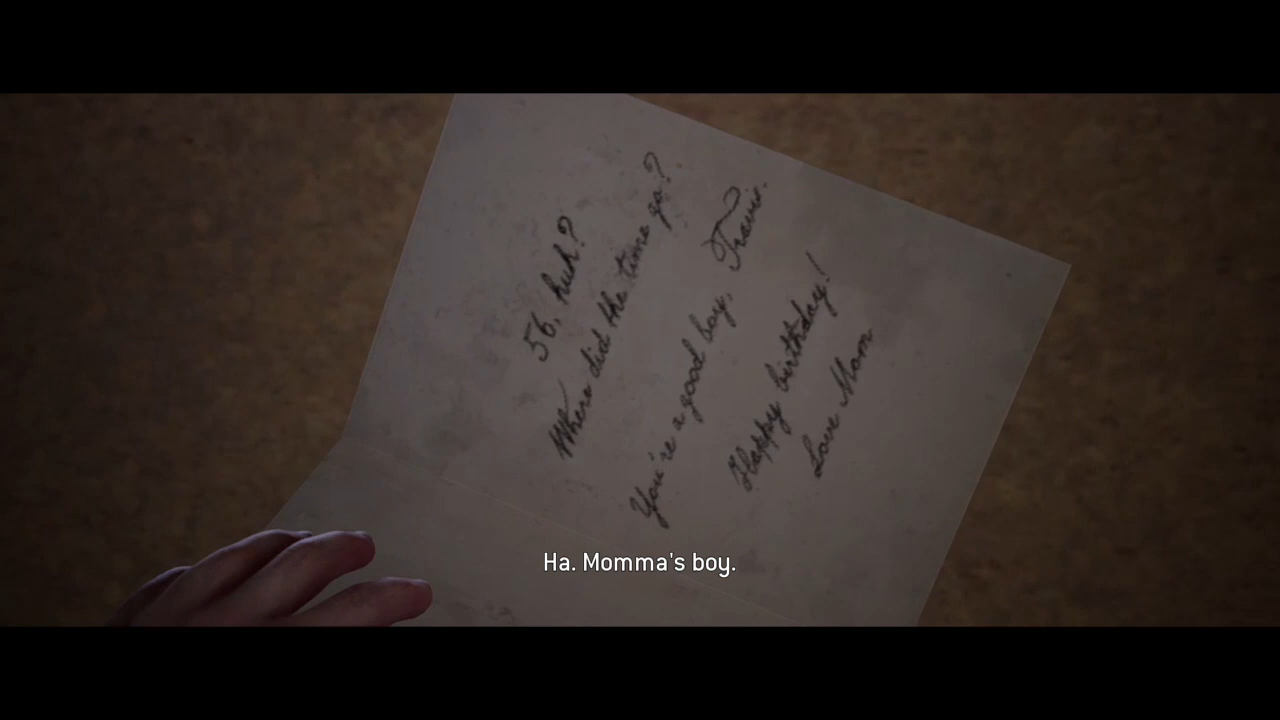 56, huh?
Where did the time go?
You're a good boy, Travis.
Happy birthday!
Love Mom
Ha. Momma's boy.